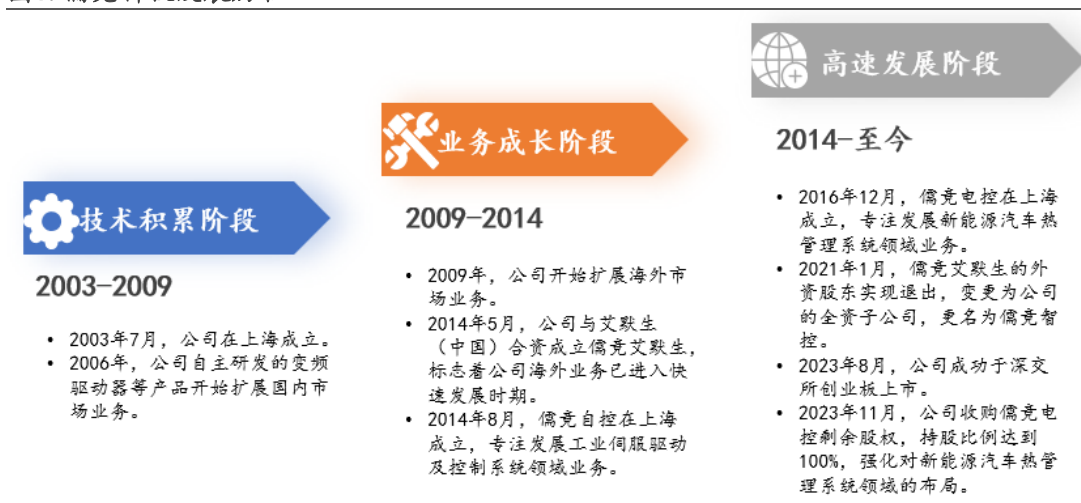 技术积累阶段
2003-2009
• 2003年7月，公司在上海成立。
• 2006年，公司自主研发的变频
驱动器等产品开始扩展国内市
场业务。
业务成长阶段
2009-2014
• 2009年，公司开始扩展海外市
场业务。
• 2014年5月，公司与艾默生
（中国）合资成立儒竞艾默生，
标志着公司海外业务已进入快
速发展时期。
• 2014年8月，儒竞自控在上海
成立，专注发展工业伺服驱动
及控制系统领域业务。
高速发展阶段
2014-至今
• 2016年12月，儒竞电控在上海
成立，专注发展新能源汽车热
管理系统领域业务。
• 2021年1月，儒竞艾默生的外
资股东实现退出，变更为公司
的全资子公司，更名为儒竞智
控。
• 2023年8月，公司成功于深交
所创业板上市。
• 2023年11月，公司收购儒竞电
控剩余股权，持股比例达到
100%，强化对新能源汽车热管
理系统领域的布局。